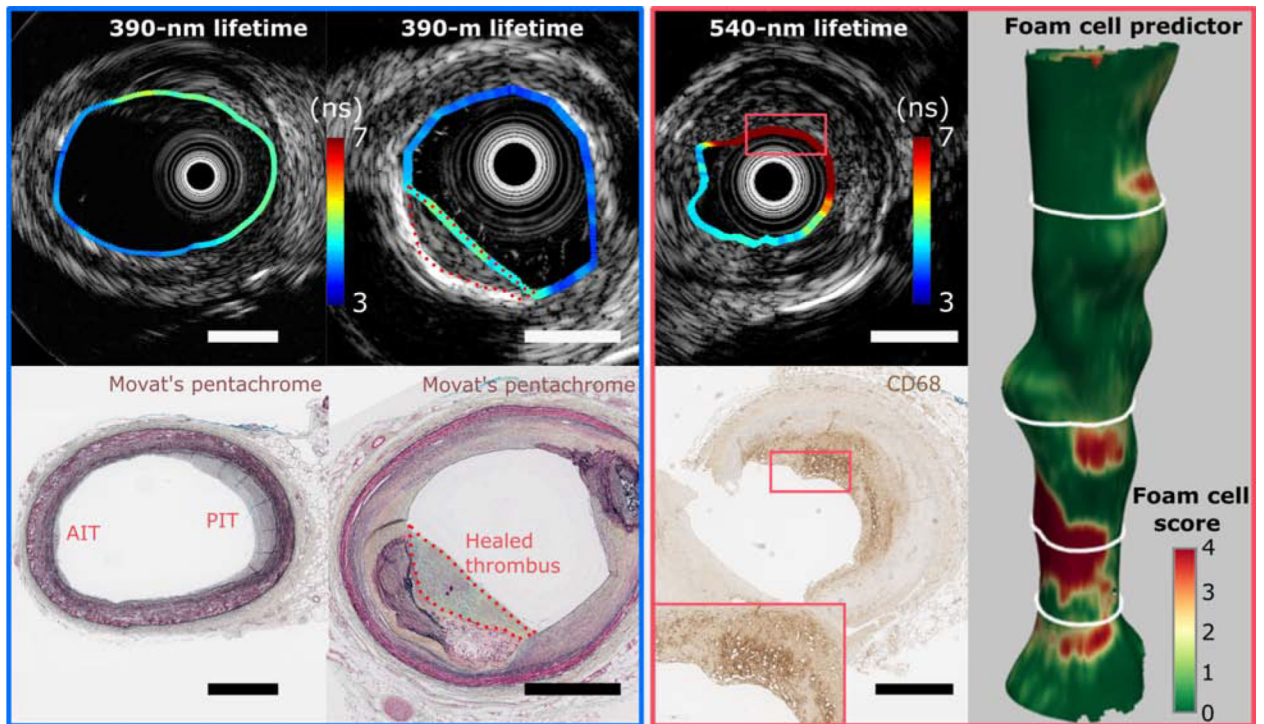 390-nm lifetime
390-m lifetime
540-nm lifetime
Foam cell predictor
(ns)
7
3
(ns)
7
3
Movat's pentachrome
Movat's pentachrome
CD68
AIT
PIT
Healed
thrombus
Foam cell
score
4
3
2
1
0